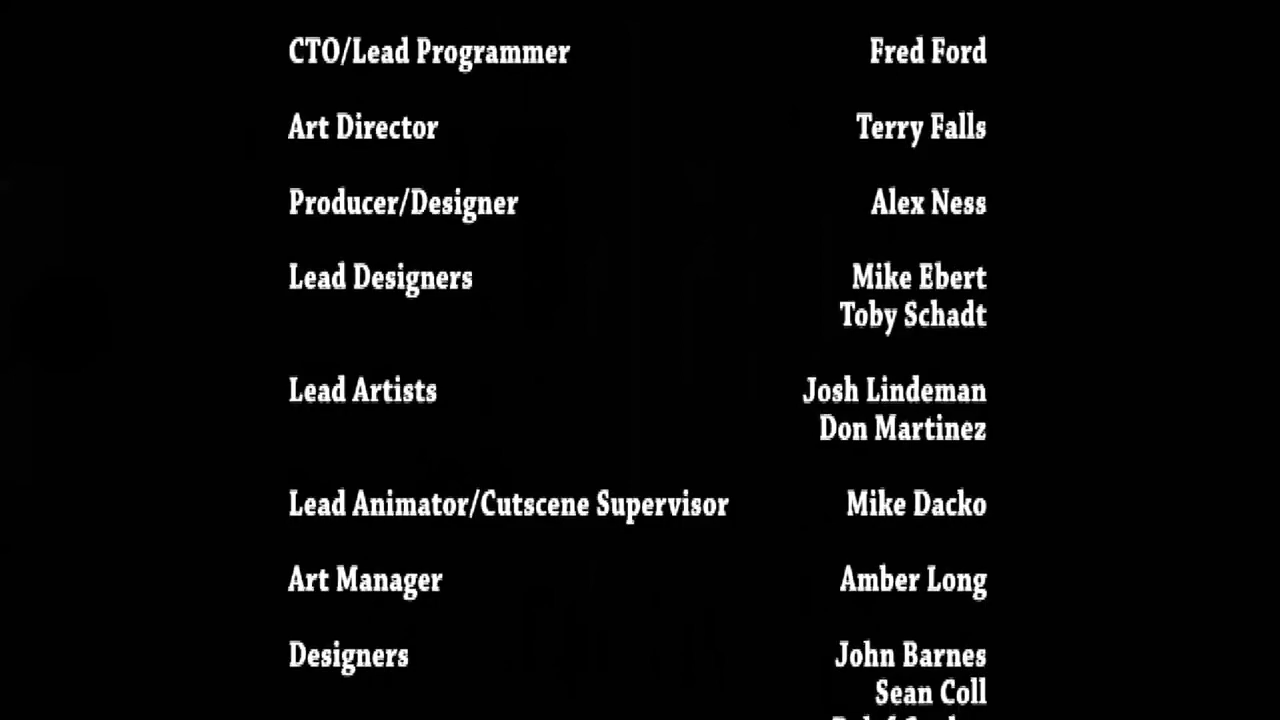 CTO/Lead Programmer Fred Ford
Art Director Terry Falls
Producer/Designer Alex Ness
Lead Designers Mike Ebert
Toby Schadt
Lead Artists Josh Lindeman
Don Martinez
Lead Animator/Cutscene Supervisor Mike Dacko
Art Manager Amber Long
Designers John Barnes
Sean Coll